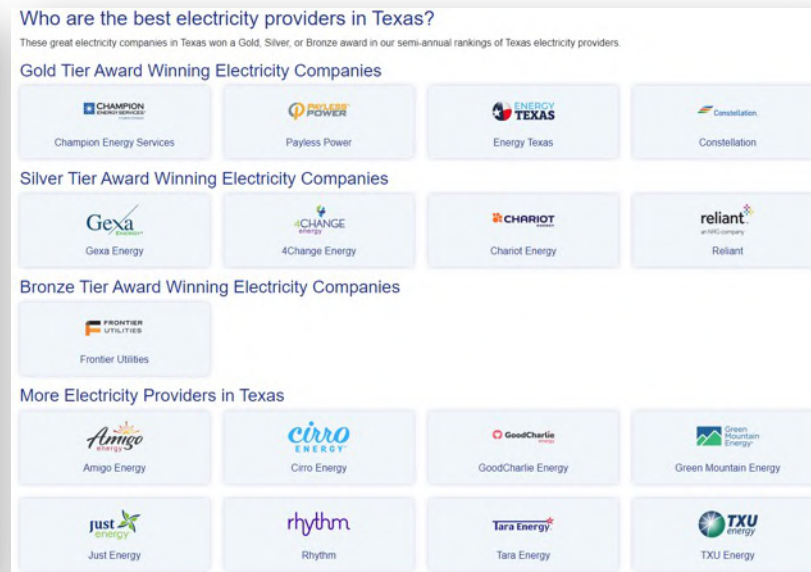 Who are the best electricity providers in Texas?
These great electricity companies in Texas won a Gold, Silver, or Bronze award in our semi-annual rankings of Texas electricity providers.
Gold Tier Award Winning Electricity Companies
CHAMPION
ENERGY SERVICES
PAYLESS
POWER
ENERGY
TEXAS
Constellation.
Champion Energy Services
Payless Power
Energy Texas
Constellation
Silver Tier Award Winning Electricity Companies
Gexa
ENERGY
4CHANGE
energy
CHARIOT
ENERGY
reliant
an NRG company
Gexa Energy
4Change Energy
Chariot Energy
Reliant
Bronze Tier Award Winning Electricity Companies
FRONTIER
UTILITIES
Frontier Utilities
More Electricity Providers in Texas
Amigo
energy
cirro
ENERGY
GoodCharlie
energy
Green
Mountain
Energy
Amigo Energy
Cirro Energy
GoodCharlie Energy
Green Mountain Energy
just
energy
rhythm
Tara Energy
TXU
energy
Just Energy
Rhythm
Tara Energy
TXU Energy